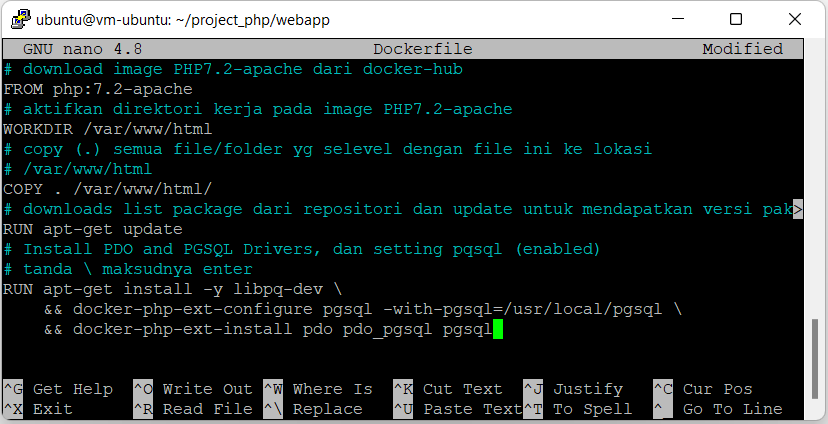 ubuntu@vm-ubuntu: ~/project_php/webapp
GNU nano 4.8 Dockerfile Modified
# download image PHP7.2-apache dari docker-hub
FROM php:7.2-apache
# aktifkan direktori kerja pada image PHP7.2-apache
WORKDIR /var/www/html
# copy (.) semua file/folder yg selevel dengan file ini ke lokasi
# /var/www/html
COPY . /var/www/html/
# downloads list package dari repositori dan update untuk mendapatkan versi pak>
RUN apt-get update
# Install PDO and PGSQL Drivers, dan setting pqsql (enabled)
# tanda \ maksudnya enter
RUN apt-get install -y libpq-dev \
&& docker-php-ext-configure pgsql -with-pgsql=/usr/local/pgsql \
&& docker-php-ext-install pdo pdo_pgsql pgsql
^G Get Help ^O Write Out ^W Where Is ^K Cut Text ^J Justify ^C Cur Pos
^X Exit ^R Read File ^\ Replace ^U Paste Text ^T To Spell ^_ Go To Line